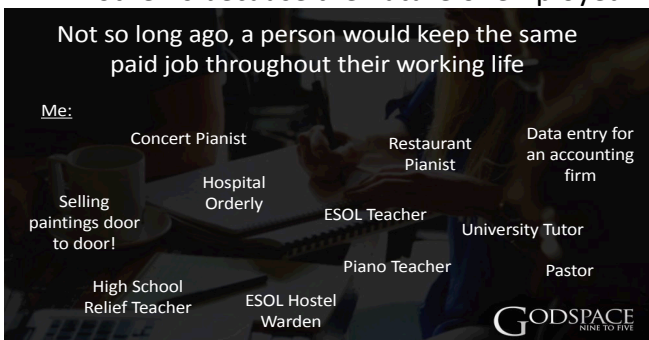 Not so long ago, a person would keep the same
paid job throughout their working life
Me:
Concert Pianist
Restaurant
Pianist
Data entry for
an accounting
firm
Hospital
Orderly
Selling
paintings door
to door!
ESOL Teacher
University Tutor
Piano Teacher
Pastor
High School
Relief Teacher
ESOL Hostel
Warden
GODSPACE
NINE TO FIVE